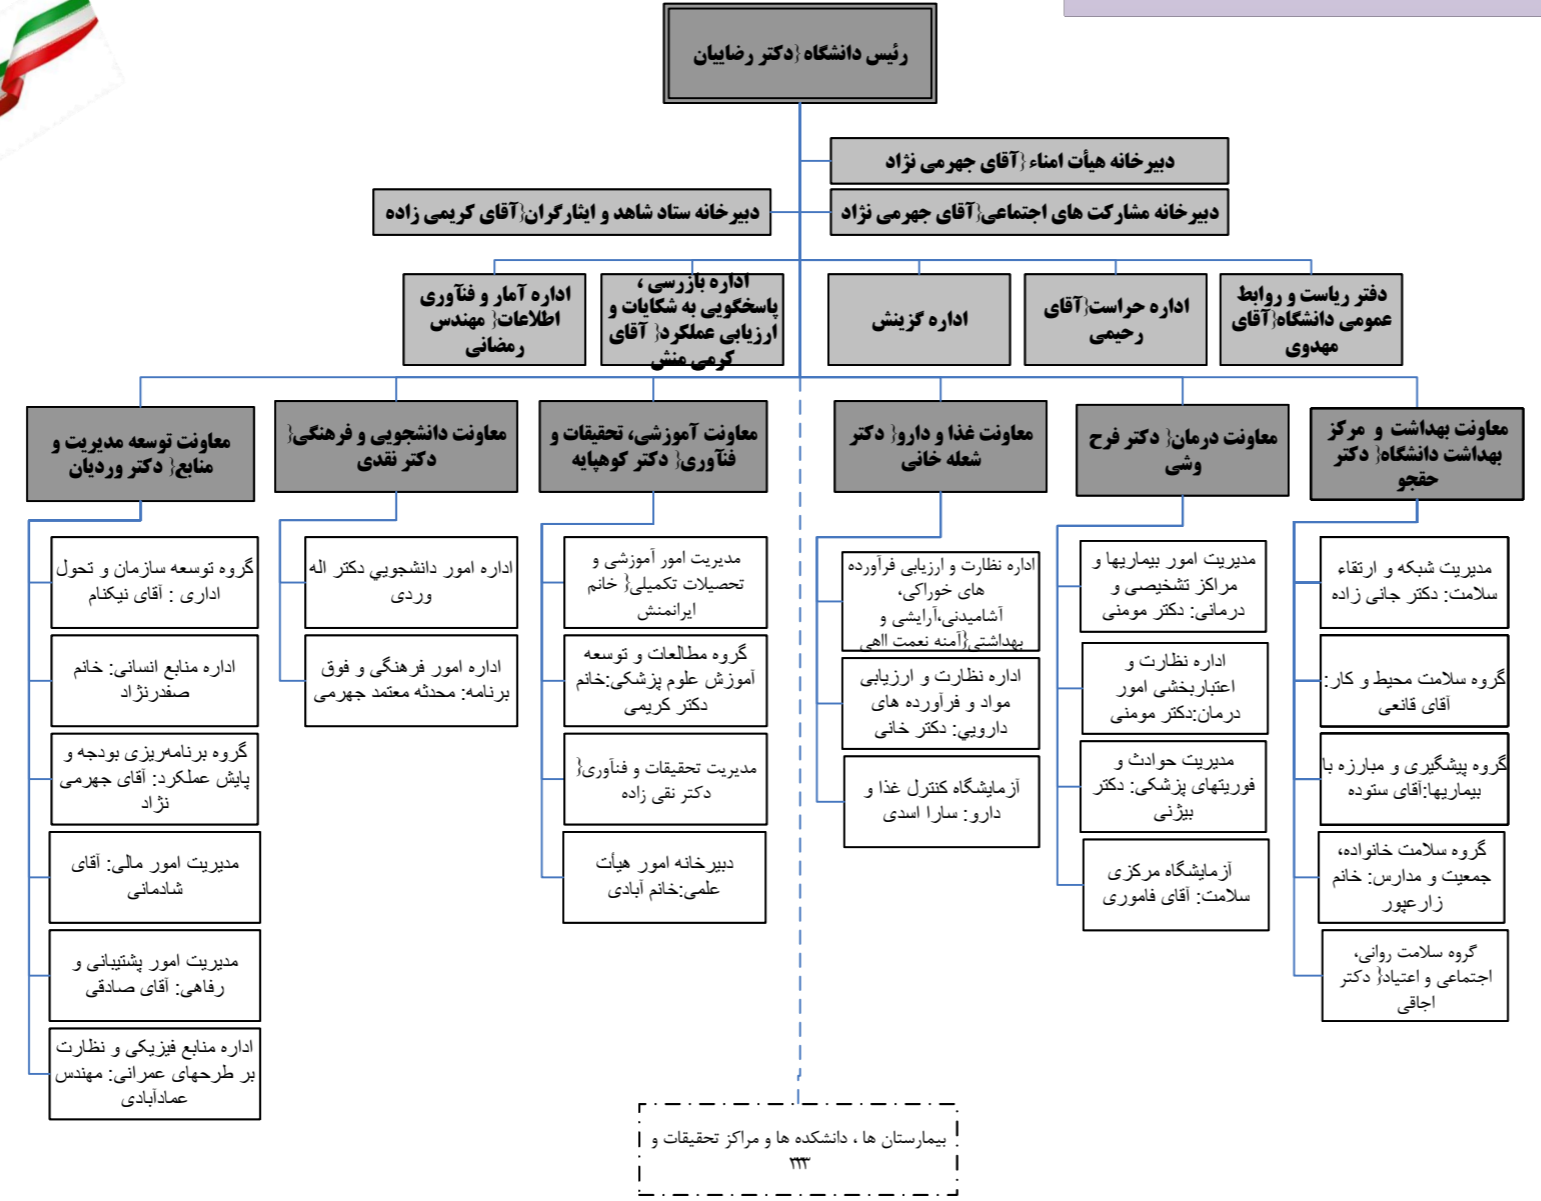 رئیس دانشگاه{دکتر رضاییان
دبیرخانه هیأت امناء{آقای جهرمی نژاد
دبیرخانه مشارکت های اجتماعی{آقای جهرمی نژاد
دبیرخانه ستاد شاهد و ایثارگران{آقای کریمی زاده
دفتر ریاست و روابط
عمومی دانشگاه{آقای
مهدوی
اداره حراست{آقای
رحیمی
اداره گزینش
اداره بازرسی ،
پاسخگویی به شکایات و
ارزیابی عملکرد{ آقای
کرمی منش
اداره آمار و فنآوری
اطلاعات{ مهندس
رمضانی
معاونت بهداشت و مرکز
بهداشت دانشگاه{ دکتر
حقجو
مدیریت شبکه و ارتقاء
سلامت: دکتر جانی زاده
گروه سلامت محیط و کار:
آقای قانعی
گروه پیشگیری و مبارزه با
بیماریها:آقای ستوده
گروه سلامت خانواده،
جمعیت و مدارس: خانم
زارعپور
گروه سلامت روانی،
اجتماعی و اعتیاد{ دکتر
اجاقی
معاونت درمان{ دکتر فرح
وشی
مدیریت امور بیماریها و
مراکز تشخیصی و
درمانی: دکتر مومنی
اداره نظارت و
اعتباربخشی امور
درمان:دکتر مومنی
مدیریت حوادث و
فوریتهای پزشکی: دکتر
بیژنی
آزمایشگاه مرکزی
سلامت: آقای فاموری
معاونت غذا و دارو{ دکتر
شعله خانی
اداره نظارت و ارزیابی فرآورده
های خوراکی،
آشامیدنی،آرایشی و
بهداشتی{آمنه نعمت اهی
اداره نظارت و ارزیابی
مواد و فرآورده های
دارویي: دکتر خانی
آزمایشگاه کنترل غذا و
دارو: سارا اسدی
معاونت آموزشی، تحقیقات و
فنآوری{ دکتر کوهپایه
مدیریت امور آموزشی و
تحصیلات تکمیلی{ خانم
ایرانمنش
گروه مطالعات و توسعه
آموزش علوم پزشکی:خانم
دکتر کریمی
مدیریت تحقیقات و فنآوری{
دکتر نقی زاده
دبیرخانه امور هیأت
علمی:خانم آبادی
معاونت دانشجویی و فرهنگی{
دکتر نقدی
اداره امور دانشجویي دکتر اله
وردی
اداره امور فرهنگی و فوق
برنامه: محدثه معتمد جهرمی
معاونت توسعه مدیریت و
منابع{ دکتر وردیان
گروه توسعه سازمان و تحول
اداری : آقای نیکنام
اداره منابع انسانی: خانم
صفدرنژاد
گروه برنامهریزی بودجه و
پایش عملکرد: آقای جهرمی
نژاد
مدیریت امور مالی: آقای
شادمانی
مدیریت امور پشتیبانی و
رفاهی: آقای صادقی
اداره منابع فیزیکی و نظارت
بر طرحهای عمرانی: مهندس
عمادآبادی
بیمارستان ها ، دانشکده ها و مراکز تحقیقات و